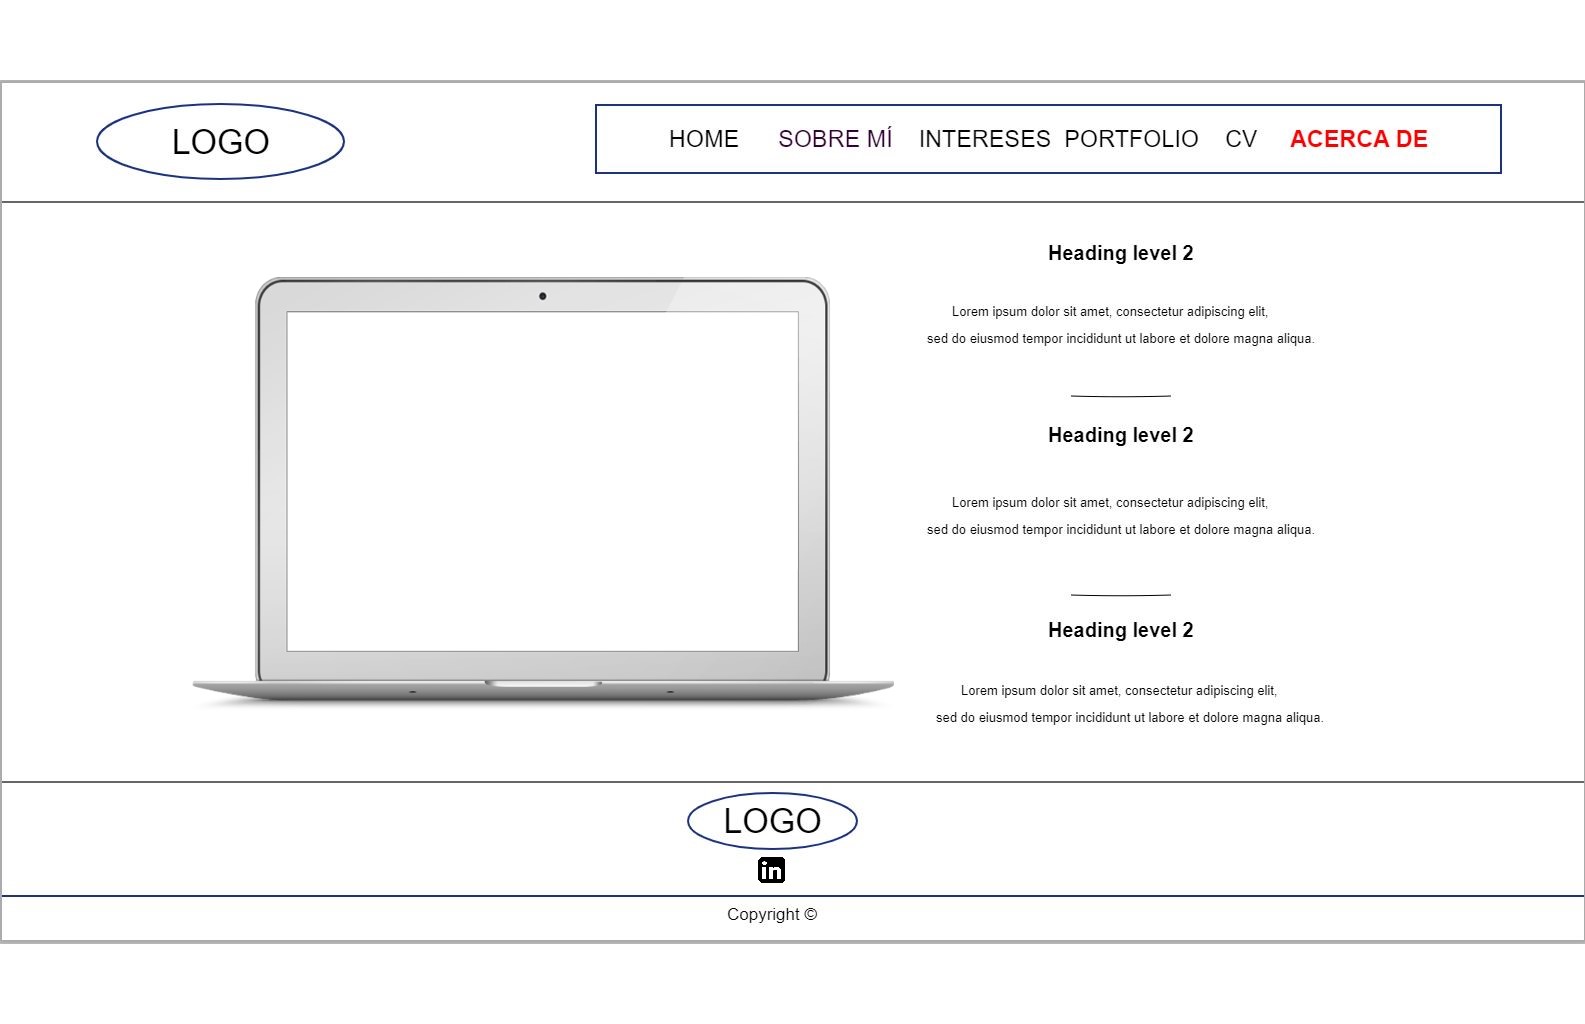 LOGO
HOME SOBRE MÍ INTERESES PORTFOLIO CV ACERCA DE
Heading level 2
Lorem ipsum dolor sit amet, consectetur adipiscing elit,
sed do eiusmod tempor incididunt ut labore et dolore magna aliqua.
Heading level 2
Lorem ipsum dolor sit amet, consectetur adipiscing elit,
sed do eiusmod tempor incididunt ut labore et dolore magna aliqua.
Heading level 2
Lorem ipsum dolor sit amet, consectetur adipiscing elit,
sed do eiusmod tempor incididunt ut labore et dolore magna aliqua.
LOGO
in
Copyright ©